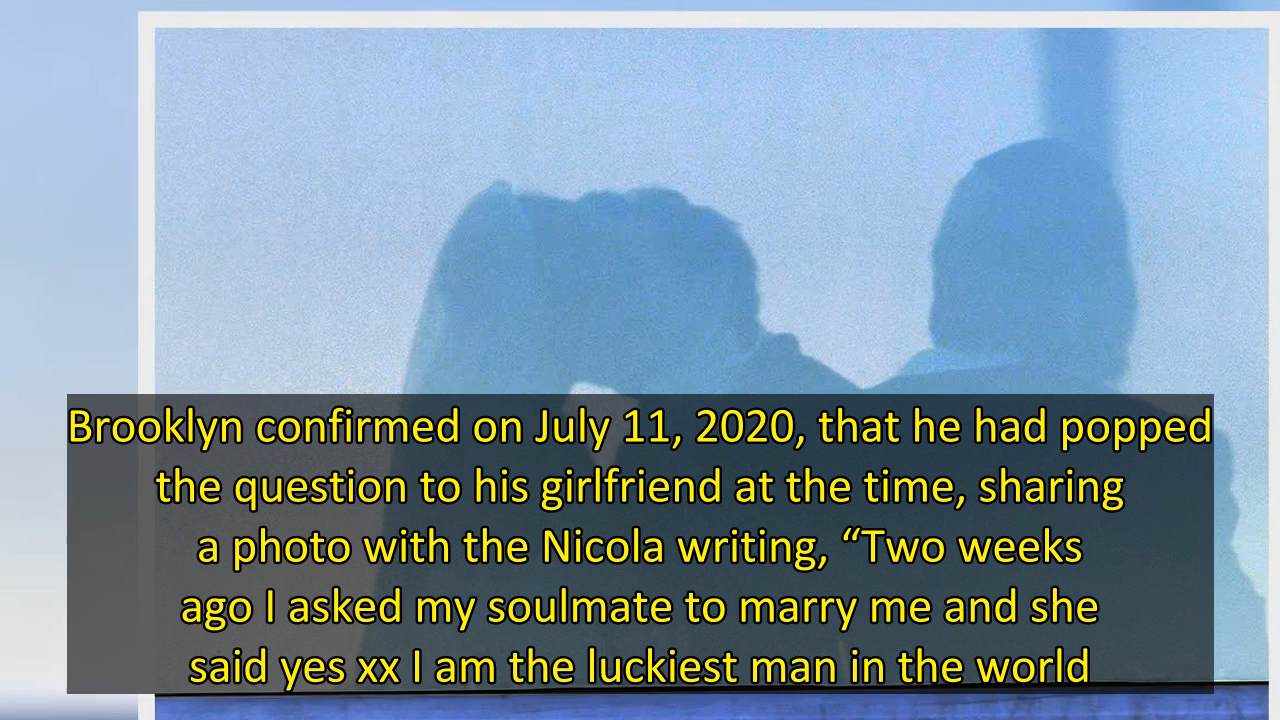 Brooklyn confirmed on July 11, 2020, that he had popped
the question to his girlfriend at the time, sharing
a photo with the Nicola writing, “Two weeks
ago I asked my soulmate to marry me and she
said yes xx I am the luckiest man in the world